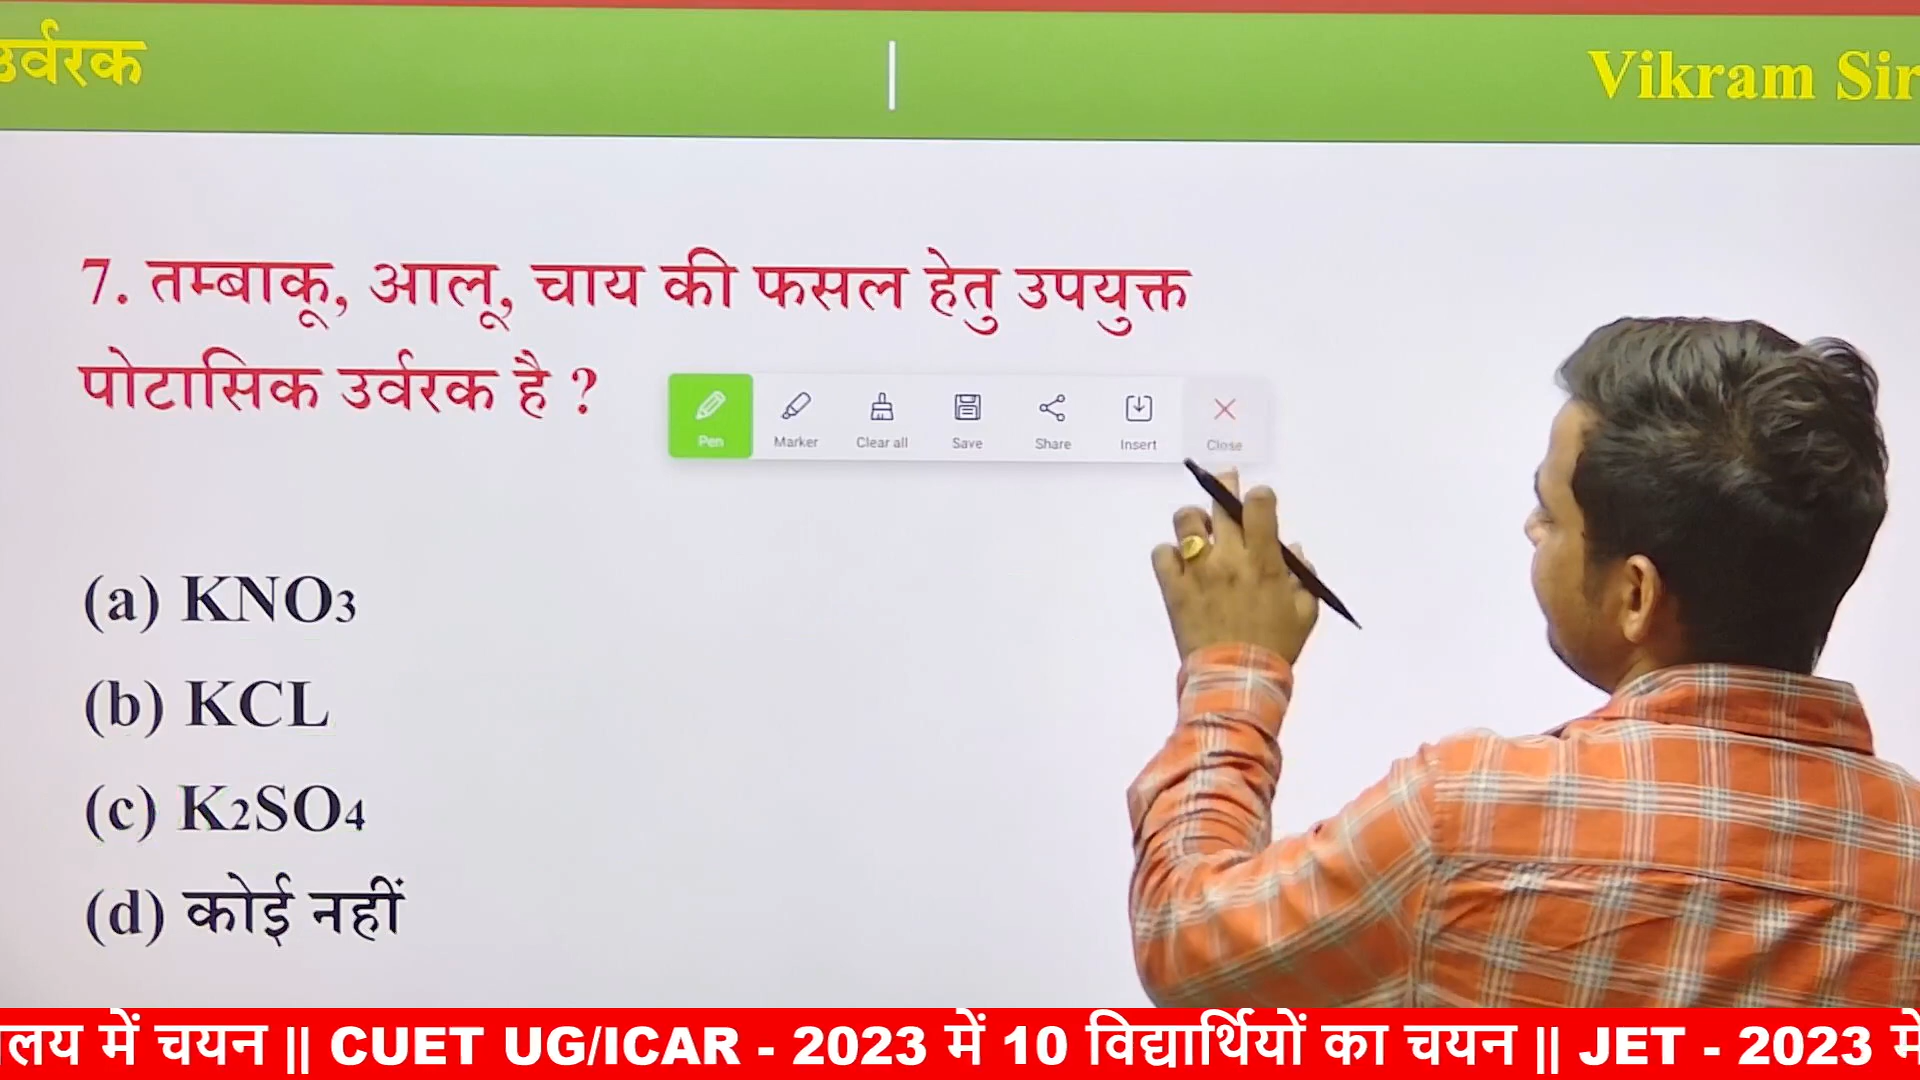 उर्वरक | Vikram Sir
7. तम्बाकू, आलू, चाय की फसल हेतु उपयुक्त
पोटासिक उर्वरक है ?
Pen Marker Clear all Save Share Insert Close
(a) KNO3
(b) KCL
(c) K2SO4
(d) कोई नहीं
चयन || CUET UG/ICAR - 2023 में 10 विद्यार्थियों का चयन || JET - 2023 में